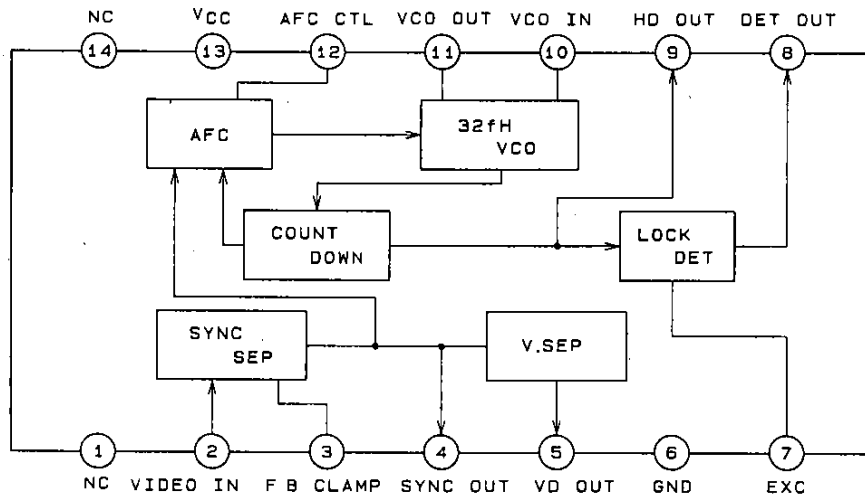 NC VCC AFC CTL VCO OUT VCO IN HD OUT DET OUT
14 13 12 11 10 9 8
AFC
32fH
VCO
COUNT
DOWN
LOCK
DET
SYNC
SEP
V.SEP
1 2 3 4 5 6 7
NC VIDEO IN F B CLAMP SYNC OUT VD OUT GND EXC